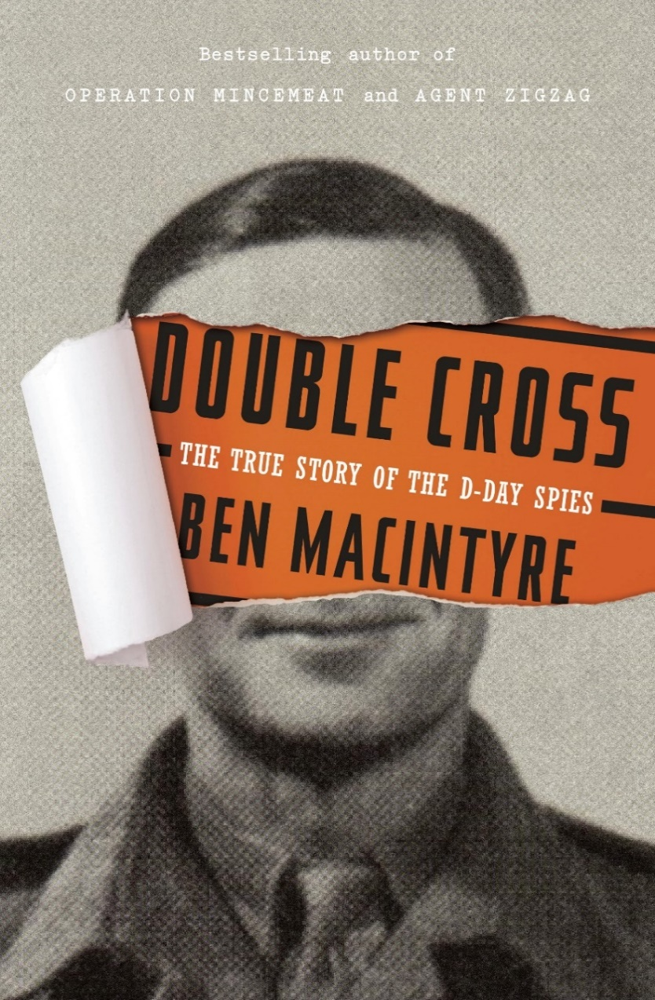 Bestselling author of
OPERATION MINCEMEAT and AGENT ZIGZAG
DOUBLE CROSS
THE TRUE STORY OF THE D-DAY SPIES
BEN MACINTYRE